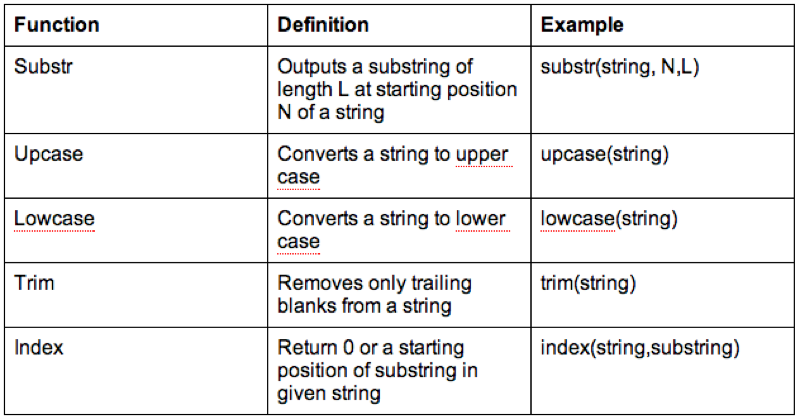 Function Definition Example
Substr Outputs a substring of substr(string, N,L)
length L at starting position
N of a string
Upcase Converts a string to upper upcase(string)
case
Lowcase Converts a string to lower lowcase(string)
case
Trim Removes only trailing trim(string)
blanks from a string
Index Return 0 or a starting index(string,substring)
position of substring in
given string